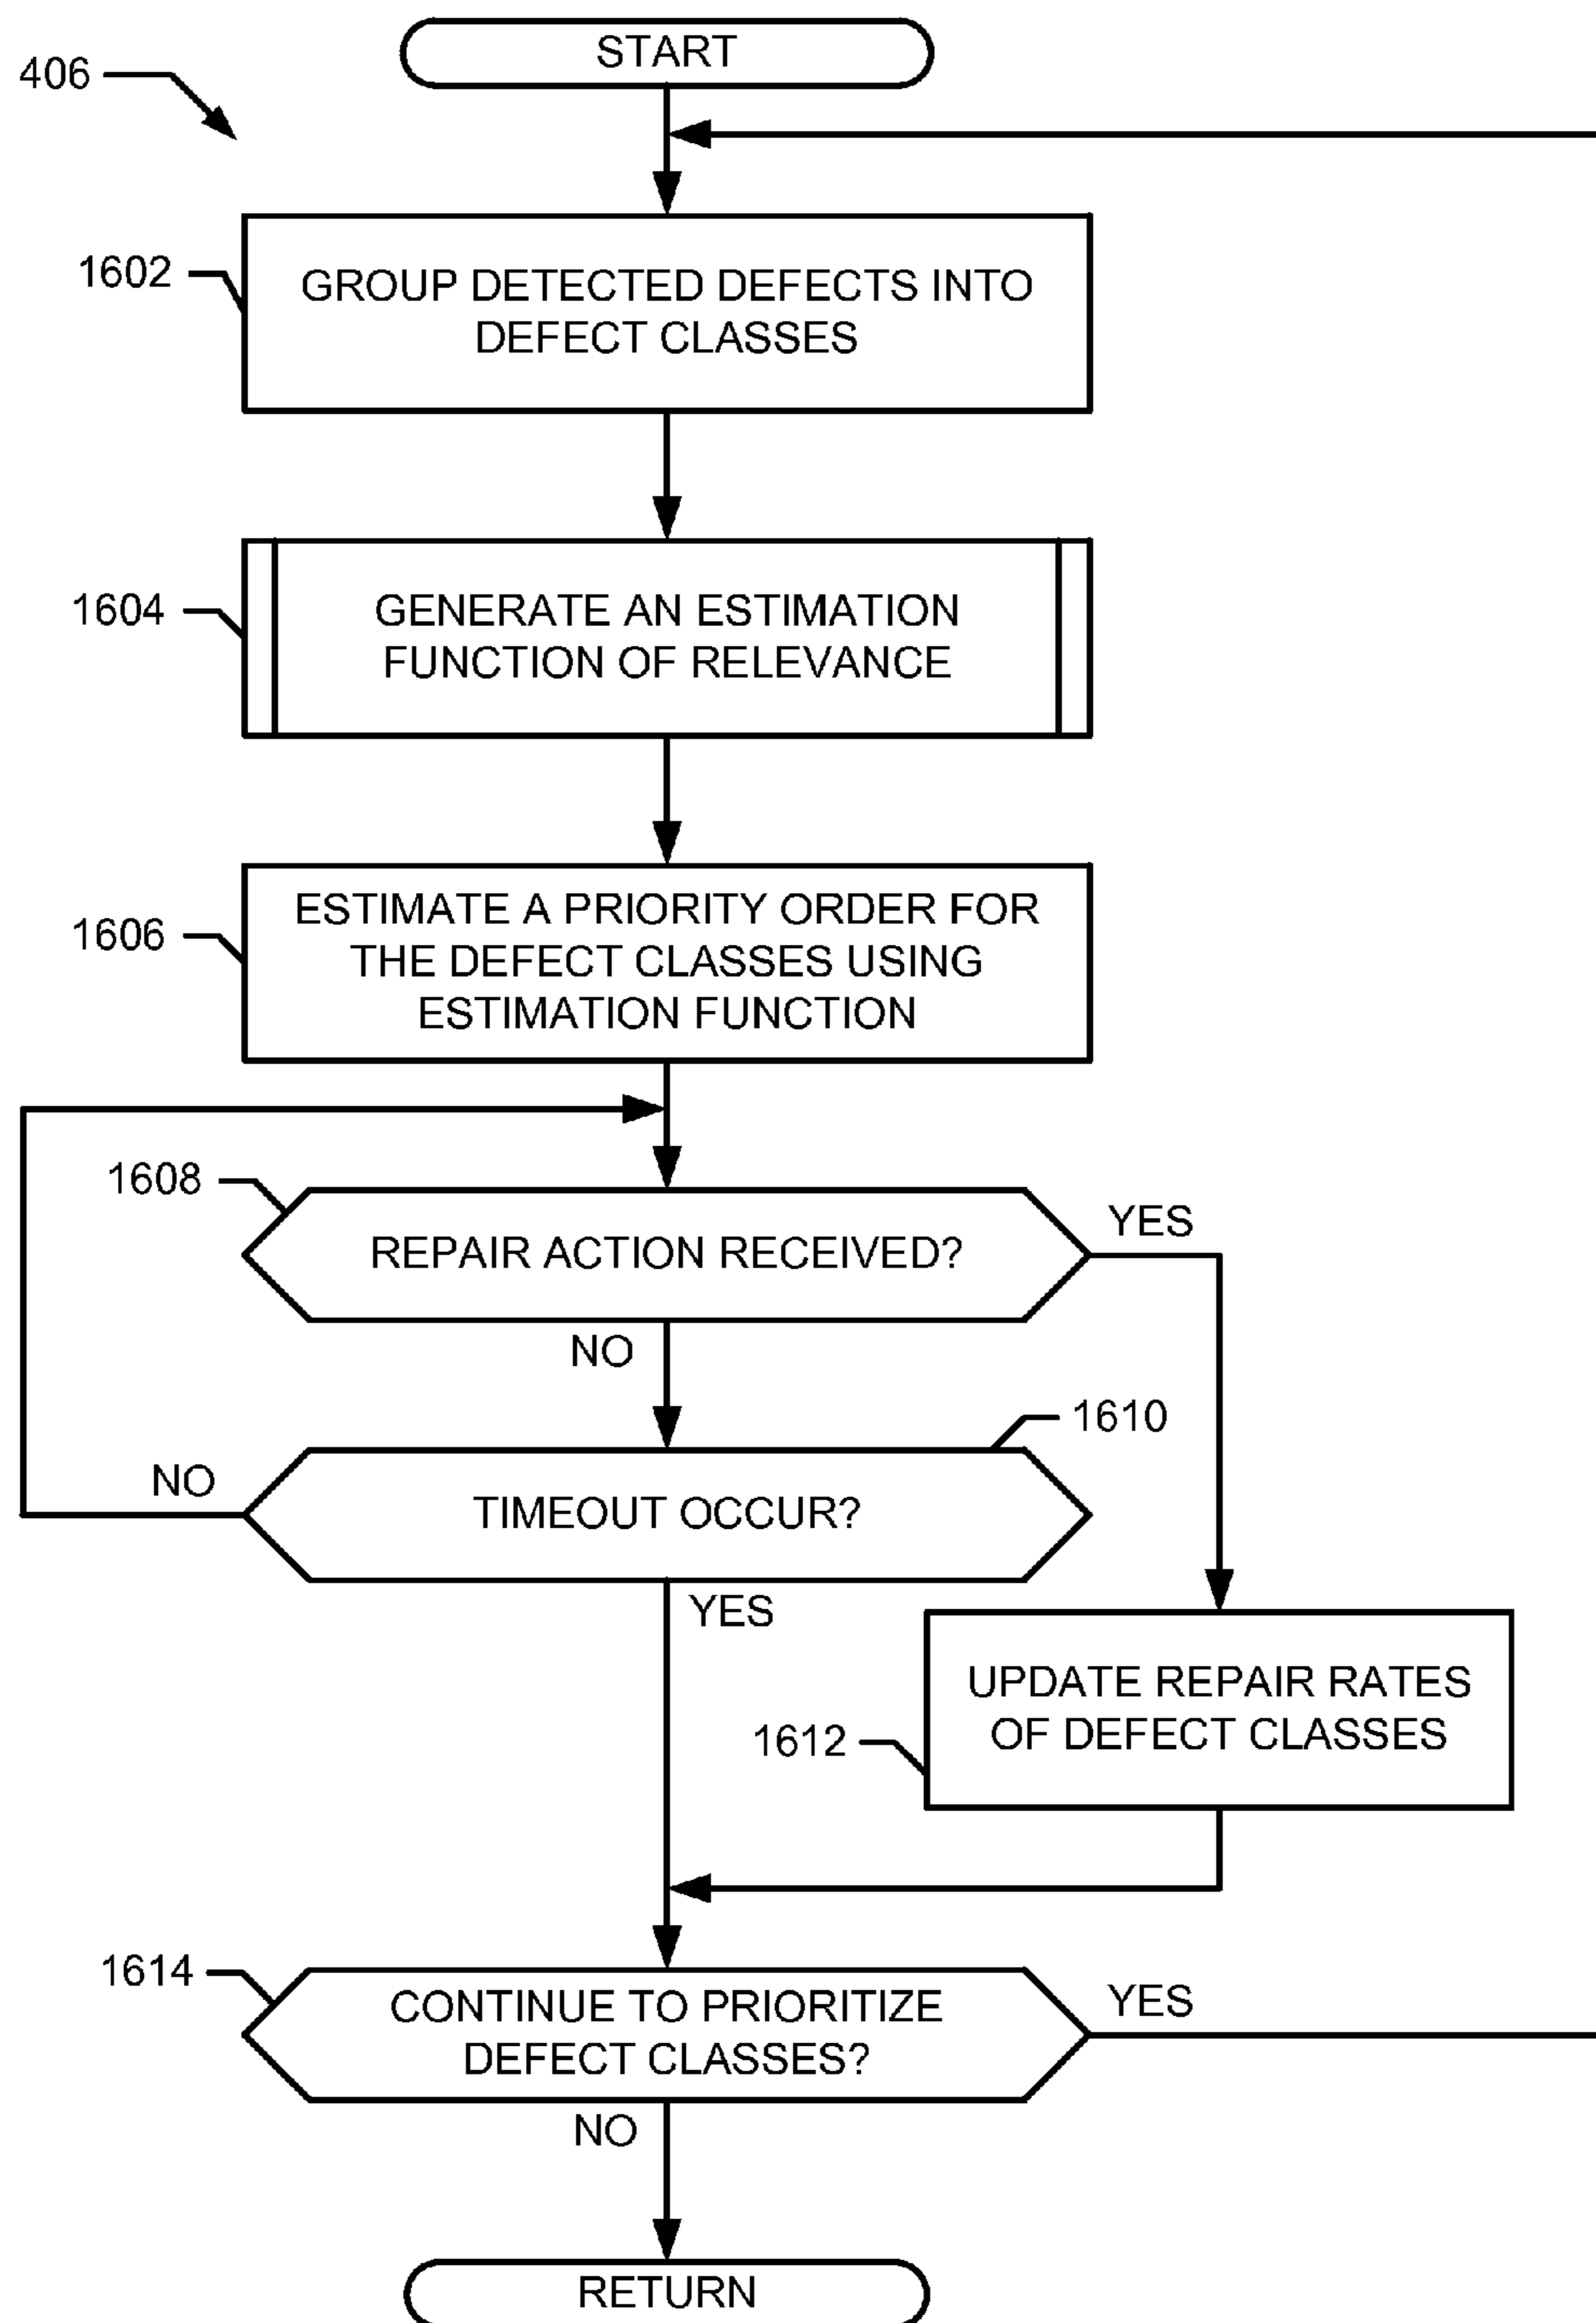 START
406
1602
GROUP DETECTED DEFECTS INTO
DEFECT CLASSES
1604
GENERATE AN ESTIMATION
FUNCTION OF RELEVANCE
1606
ESTIMATE A PRIORITY ORDER FOR
THE DEFECT CLASSES USING
ESTIMATION FUNCTION
1608
REPAIR ACTION RECEIVED?
YES
NO
1610
NO
TIMEOUT OCCUR?
YES
UPDATE REPAIR RATES
OF DEFECT CLASSES
1612
1614
CONTINUE TO PRIORITIZE
DEFECT CLASSES?
YES
NO
RETURN